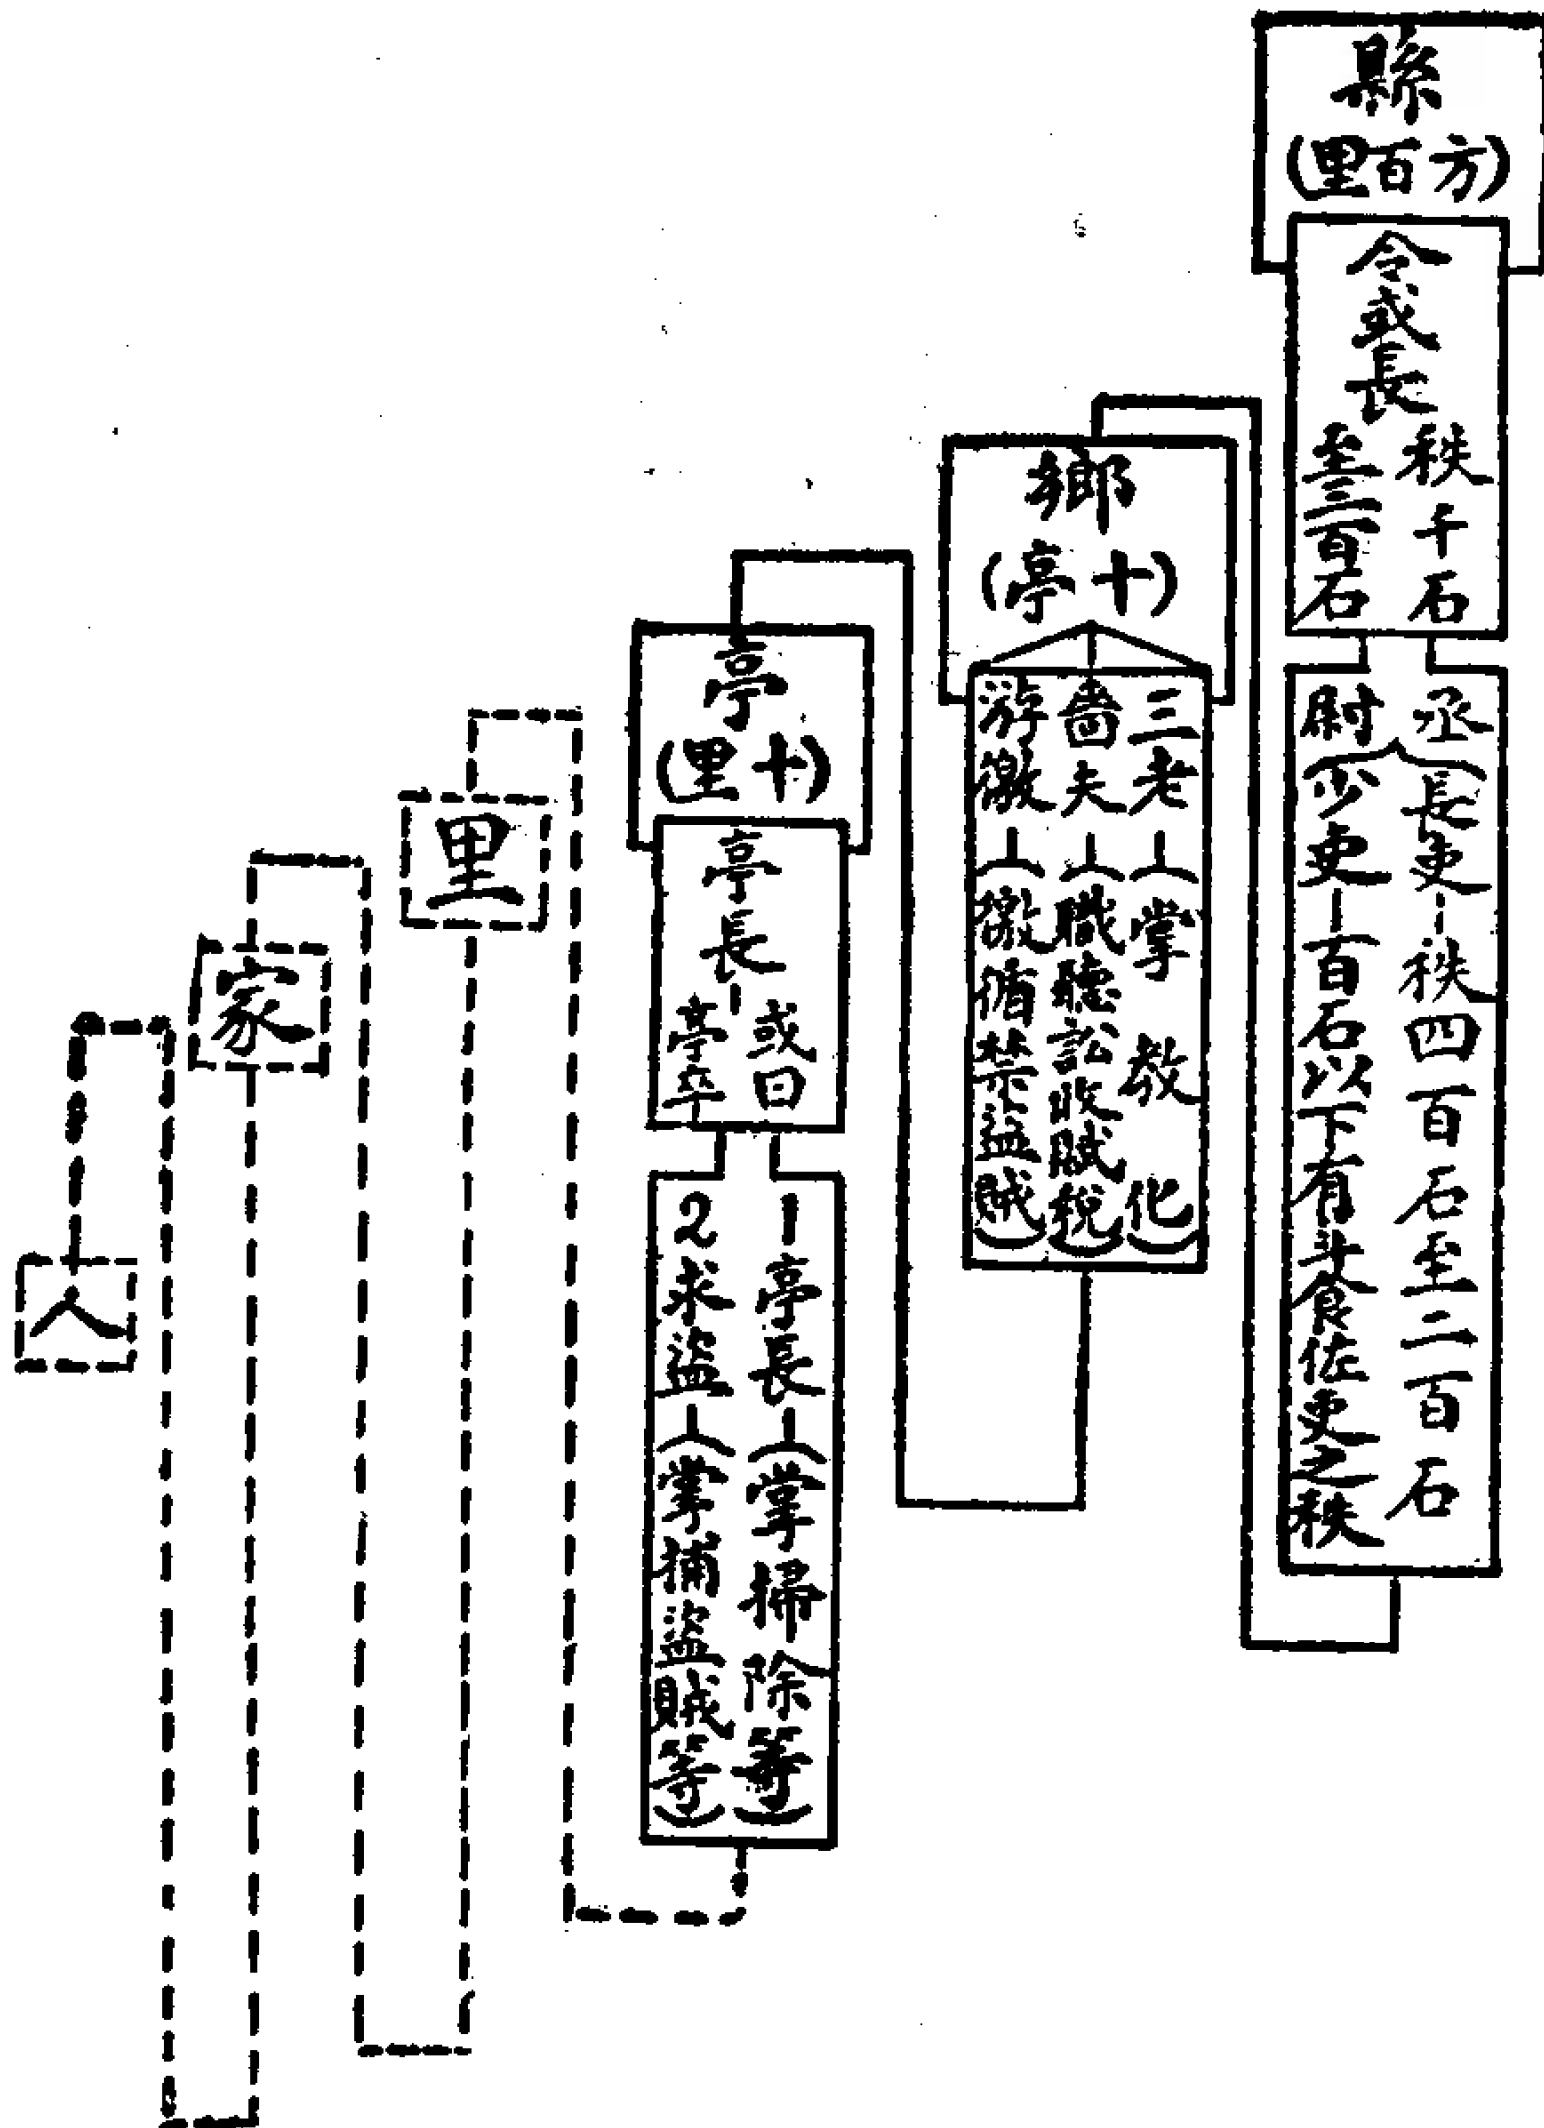 縣
(方百里)
令或長
秩千石
至三百石
丞
尉
(長吏-秩四百石至二百石
(少吏-百石以下有斗食佐吏之秩
鄉
(十亭)
三老-(掌教化)
嗇夫-(職聽訟收賦稅)
游徼-(徼循禁盜賊)
亭
(十里)
亭長-
或曰
亭卒
1亭長-(掌掃除等)
2求盜-(掌捕盜賊等)
里
家
人